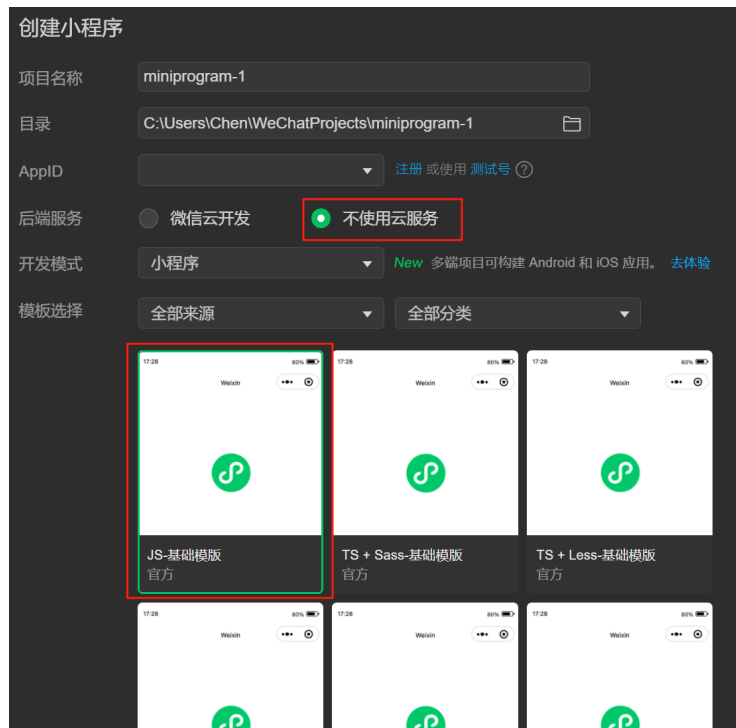 创建小程序
项目名称 miniprogram-1
目录 C:\Users\Chen\WeChatProjects\miniprogram-1
AppID 注册 或使用 测试号 ?
后端服务 微信云开发 不使用云服务
开发模式 小程序 New 多端项目可构建 Android 和 iOS 应用。 去体验
模板选择 全部来源 全部分类
17:28 80% 17:28 80% 17:28 80%
Weixin Weixin Weixin
JS-基础模版 TS + Sass-基础模版 TS + Less-基础模版
官方 官方 官方
17:28 80% 17:28 80% 17:28 80%
Weixin Weixin Weixin